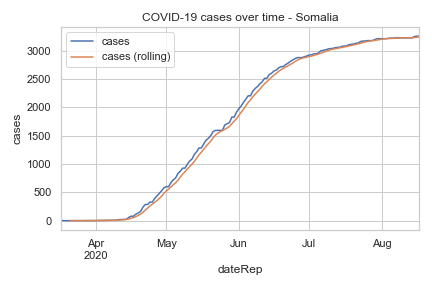 COVID-19 cases over time - Somalia
cases
cases (rolling)
cases
3000
2500
2000
1500
1000
500
0
Apr
2020
May
Jun
Jul
Aug
dateRep